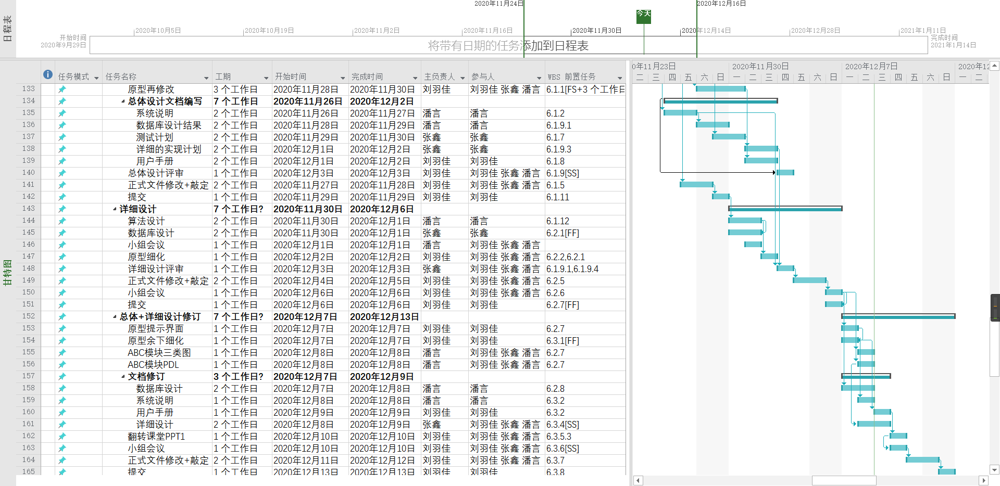 2020年11月24日 2020年12月16日
今天
2020年10月5日 2020年10月19日 2020年11月2日 2020年11月16日 2020年11月30日 2020年12月14日 2020年12月28日 2021年1月11日
日程表
开始时间
2020年9月29日
将带有日期的任务添加到日程表
完成时间
2021年1月14日
任务模式 任务名称 工期 开始时间 完成时间 主负责人 参与人 WBS 前置任务
0年11月23日 2020年11月30日 2020年12月7日 2020年12
二 三 四 五 六 日 一 二 三 四 五 六 日 一 二 三 四 五 六 日 一 二
甘特图
133 原型再修改 3 个工作日 2020年11月28日 2020年11月30日 刘羽佳 刘羽佳 张鑫 潘言 6.1.1[FS+3 个工作日
134 总体设计文档编写 7 个工作日 2020年11月26日 2020年12月2日
135 系统说明 2 个工作日 2020年11月26日 2020年11月27日 潘言 潘言 6.1.2
136 数据库设计结果 2 个工作日 2020年11月28日 2020年11月29日 潘言 潘言 6.1.9.1
137 测试计划 2 个工作日 2020年11月29日 2020年11月30日 张鑫 张鑫 6.1.7
138 详细的实现计划 2 个工作日 2020年12月1日 2020年12月2日 张鑫 张鑫 6.1.9.3
139 用户手册 2 个工作日 2020年12月1日 2020年12月2日 刘羽佳 刘羽佳 6.1.8
140 总体设计评审 1 个工作日 2020年12月3日 2020年12月3日 刘羽佳 刘羽佳 张鑫 潘言 6.1.9[SS]
141 正式文件修改+敲定 2 个工作日 2020年11月27日 2020年11月28日 刘羽佳 刘羽佳 张鑫 潘言 6.1.5
142 提交 1 个工作日 2020年11月29日 2020年11月29日 刘羽佳 刘羽佳 6.1.11
143 详细设计 7 个工作日? 2020年11月30日 2020年12月6日
144 算法设计 2 个工作日 2020年11月30日 2020年12月1日 潘言 潘言 6.1.12
145 数据库设计 2 个工作日 2020年11月30日 2020年12月1日 张鑫 张鑫 6.2.1[FF]
146 小组会议 1 个工作日 2020年12月1日 2020年12月1日 潘言 刘羽佳 张鑫 潘言
147 原型细化 1 个工作日 2020年12月2日 2020年12月2日 刘羽佳 刘羽佳 张鑫 潘言 6.2.2,6.2.1
148 详细设计评审 1 个工作日 2020年12月3日 2020年12月3日 张鑫 刘羽佳 张鑫 潘言 6.1.9.1,6.1.9.4
149 正式文件修改+敲定 2 个工作日 2020年12月4日 2020年12月5日 刘羽佳 刘羽佳 张鑫 潘言 6.2.5
150 小组会议 1 个工作日 2020年12月6日 2020年12月6日 刘羽佳 刘羽佳 张鑫 潘言 6.2.6
151 提交 1 个工作日 2020年12月6日 2020年12月6日 刘羽佳 刘羽佳 6.2.7[FF]
152 总体+详细设计修订 7 个工作日? 2020年12月7日 2020年12月13日
153 原型提示界面 1 个工作日 2020年12月7日 2020年12月7日 刘羽佳 刘羽佳 6.2.7
154 原型余下细化 1 个工作日 2020年12月7日 2020年12月7日 刘羽佳 刘羽佳 6.3.1[FF]
155 ABC模块三类图 1 个工作日 2020年12月8日 2020年12月8日 潘言 刘羽佳 张鑫 潘言 6.2.7
156 ABC模块PDL 1 个工作日 2020年12月8日 2020年12月8日 潘言 刘羽佳 张鑫 潘言 6.2.7
157 文档修订 3 个工作日? 2020年12月7日 2020年12月9日
158 数据库设计 2 个工作日 2020年12月7日 2020年12月8日 潘言 潘言 6.2.8
159 系统说明 1 个工作日 2020年12月8日 2020年12月8日 潘言 潘言 6.3.2
160 用户手册 1 个工作日 2020年12月9日 2020年12月9日 刘羽佳 刘羽佳 6.3.2
161 详细设计 2 个工作日 2020年12月8日 2020年12月9日 张鑫 刘羽佳 张鑫 潘言 6.3.4[SS]
162 翻转课堂PPT1 1 个工作日 2020年12月10日 2020年12月10日 刘羽佳 刘羽佳 张鑫 潘言 6.3.5.3
163 小组会议 1 个工作日 2020年12月10日 2020年12月10日 刘羽佳 刘羽佳 张鑫 潘言 6.3.6[SS]
164 正式文件修改+敲定 2 个工作日 2020年12月11日 2020年12月12日 刘羽佳 刘羽佳 张鑫 潘言 6.3.7
165 提交 1 个工作日 2020年12月13日 2020年12月13日 刘羽佳 刘羽佳 6.3.8